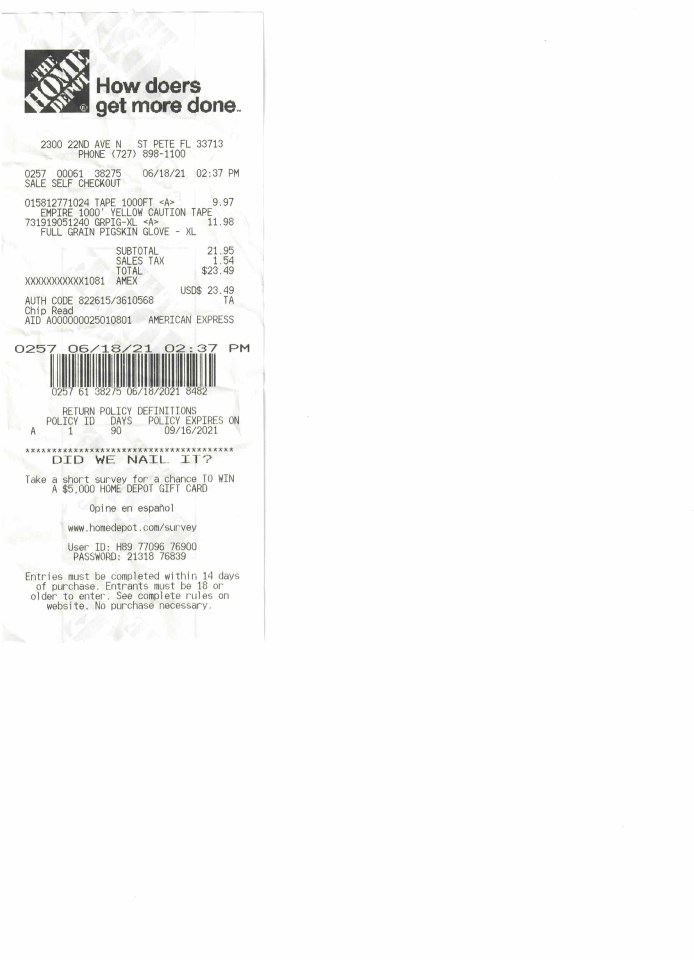 THE
HOME
DEPOT
®
How doers
get more done™
2300 22ND AVE N   ST PETE FL 33713
PHONE (727) 898-1100
0257 00061 38275   06/18/21 02:37 PM
SALE SELF CHECKOUT
015812771024 TAPE 1000FT <A>   9.97
EMPIRE 1000' YELLOW CAUTION TAPE
731919051240 GRPIG-XL <A>   11.98
FULL GRAIN PIGSKIN GLOVE - XL
SUBTOTAL   21.95
SALES TAX   1.54
TOTAL   $23.49
XXXXXXXXXXX1081 AMEX
USD$ 23.49
AUTH CODE 822615/3610568   TA
Chip Read
AID A000000025010801   AMERICAN EXPRESS
0257 06/18/21 02:37 PM
0257 61 38275 06/18/2021 8482
RETURN POLICY DEFINITIONS
POLICY ID   DAYS   POLICY EXPIRES ON
A   1   90   09/16/2021
****************************************
DID WE NAIL IT?
Take a short survey for a chance TO WIN
A $5,000 HOME DEPOT GIFT CARD
Opine en español
www.homedepot.com/survey
User ID: H89 77096 76900
PASSWORD: 21318 76839
Entries must be completed within 14 days
of purchase. Entrants must be 18 or
older to enter. See complete rules on
website. No purchase necessary.